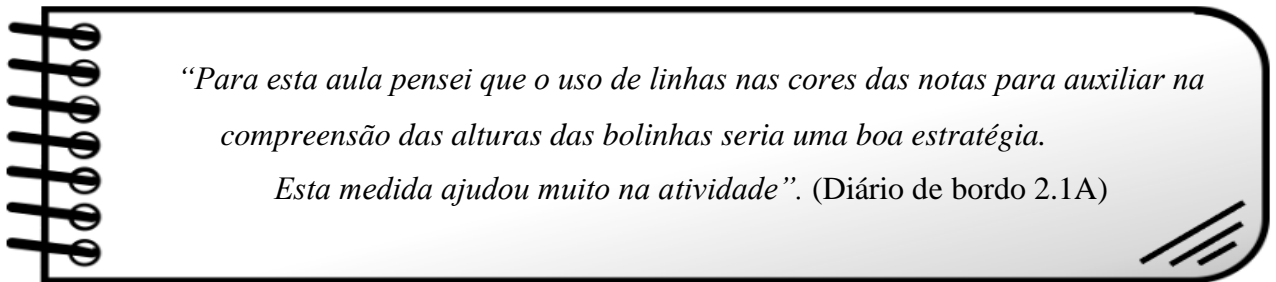 “Para esta aula pensei que o uso de linhas nas cores das notas para auxiliar na
compreensão das alturas das bolinhas seria uma boa estratégia.
Esta medida ajudou muito na atividade”. (Diário de bordo 2.1A)